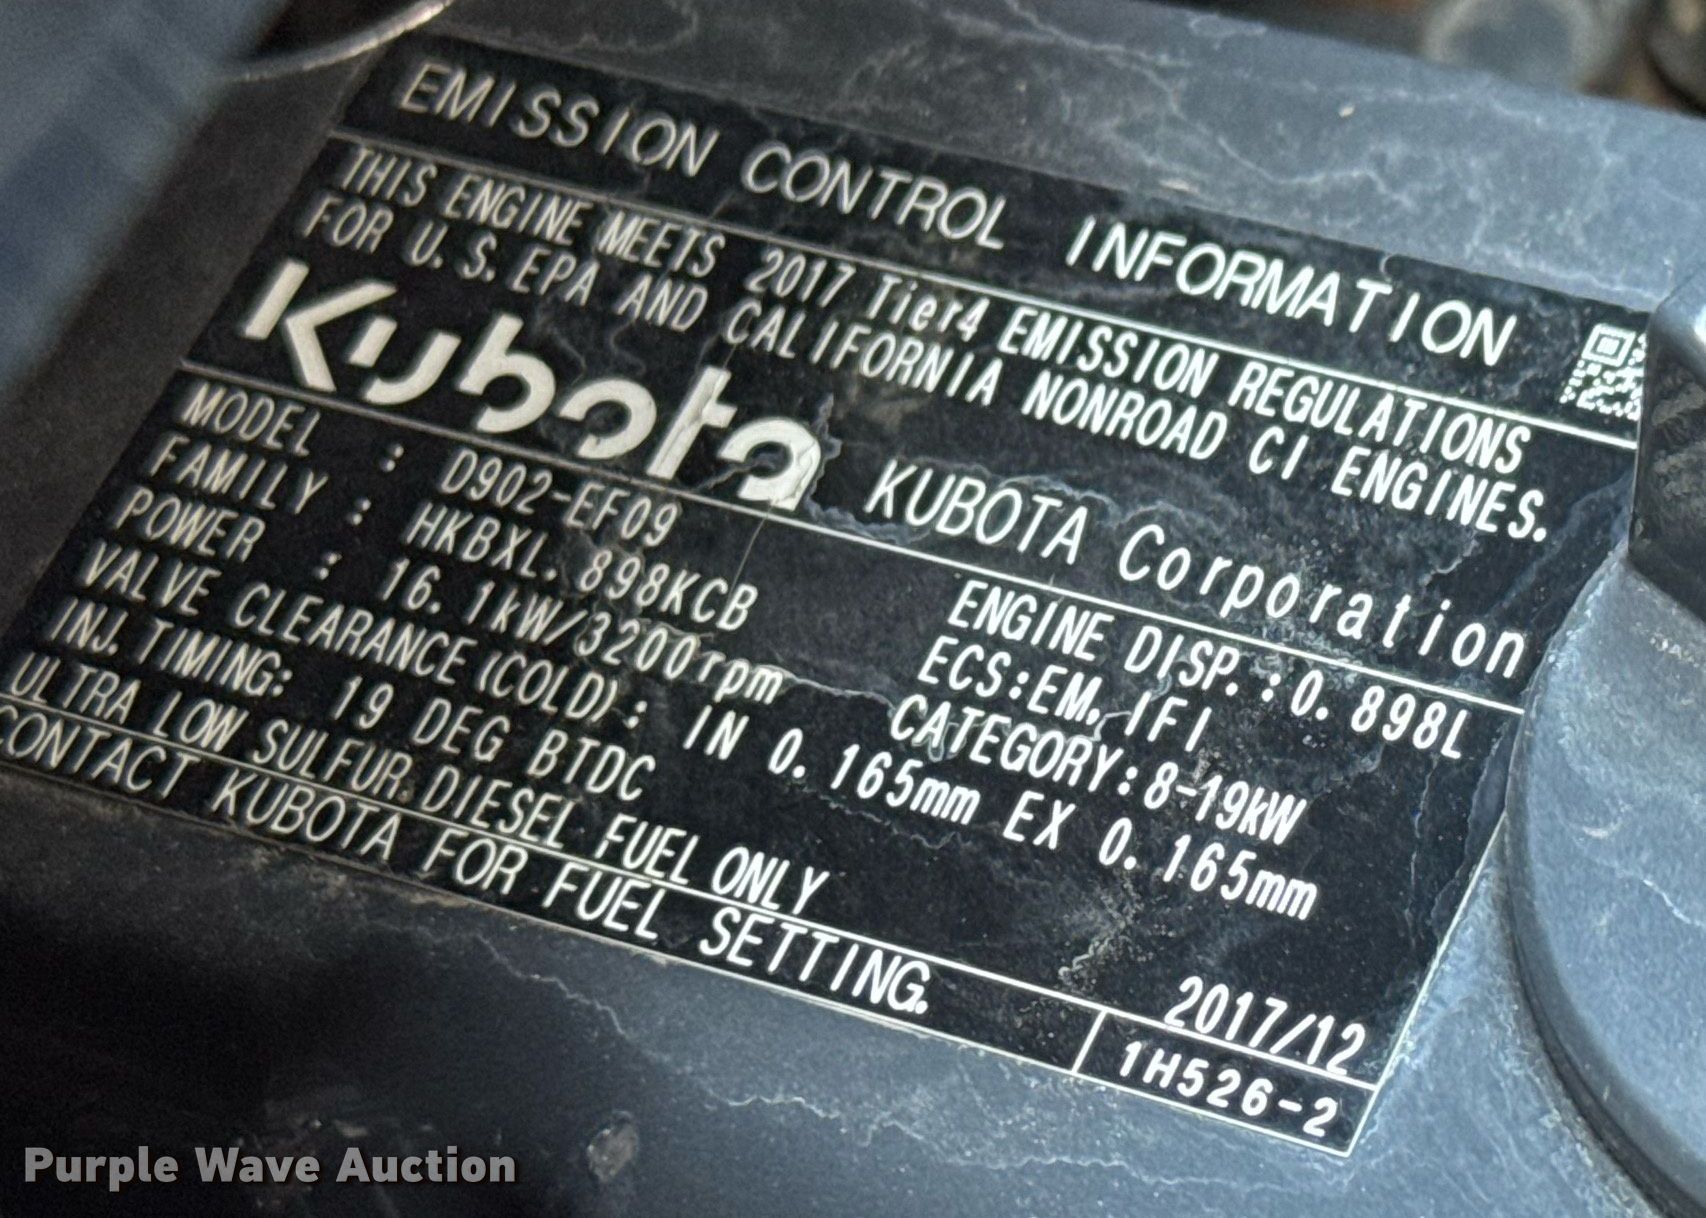 EMISSION CONTROL INFORMATION
THIS ENGINE MEETS 2017 Tier4 EMISSION REGULATIONS
FOR U.S. EPA AND CALIFORNIA NONROAD CI ENGINES.
Kubota KUBOTA Corporation
MODEL : D902-EF09 ENGINE DISP. : 0.898L
FAMILY : HKBXL.898KCB ECS:EM, IFI
POWER : 16.1kW/3200rpm CATEGORY:8-19kW
VALVE CLEARANCE (COLD): IN 0.165mm EX 0.165mm
INJ. TIMING: 19 DEG BTDC
ULTRA LOW SULFUR DIESEL FUEL ONLY 2017/12
CONTACT KUBOTA FOR FUEL SETTING. 1H526-2
Purple Wave Auction